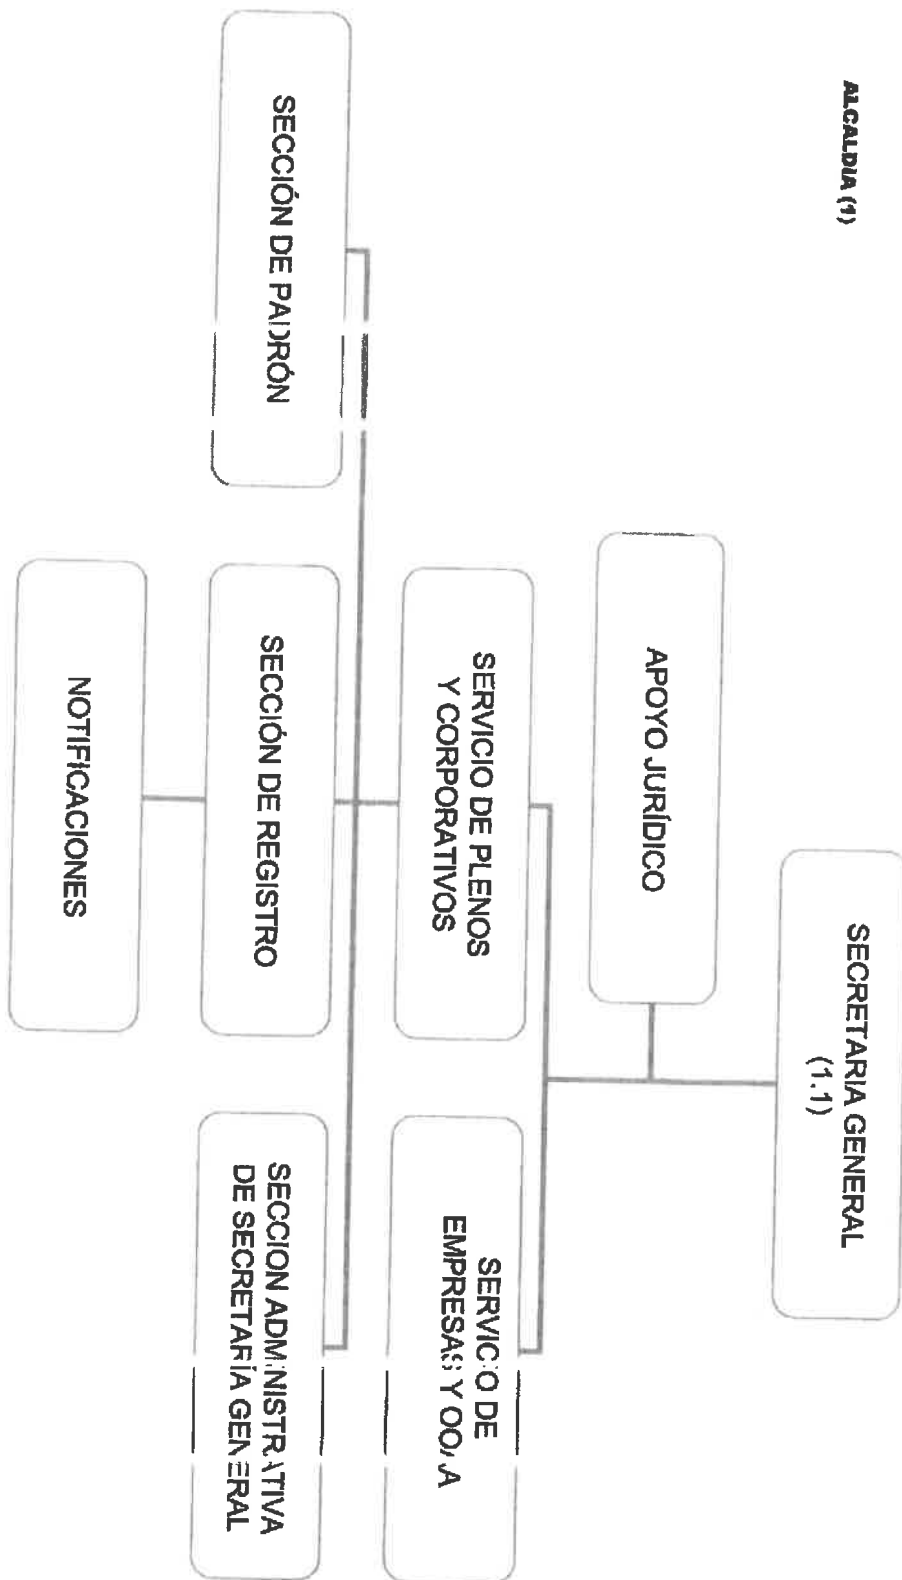 ALCALDIA (1)
SECRETARIA GENERAL
(1.1)
APOYO JURÍDICO
SERVICIO DE PLENOS
Y CORPORATIVOS
SERVICIO DE
EMPRESAS Y OO.A
SECCIÓN DE PADRÓN
SECCIÓN DE REGISTRO
SECCION ADMINISTRATIVA
DE SECRETARÍA GENERAL
NOTIFICACIONES